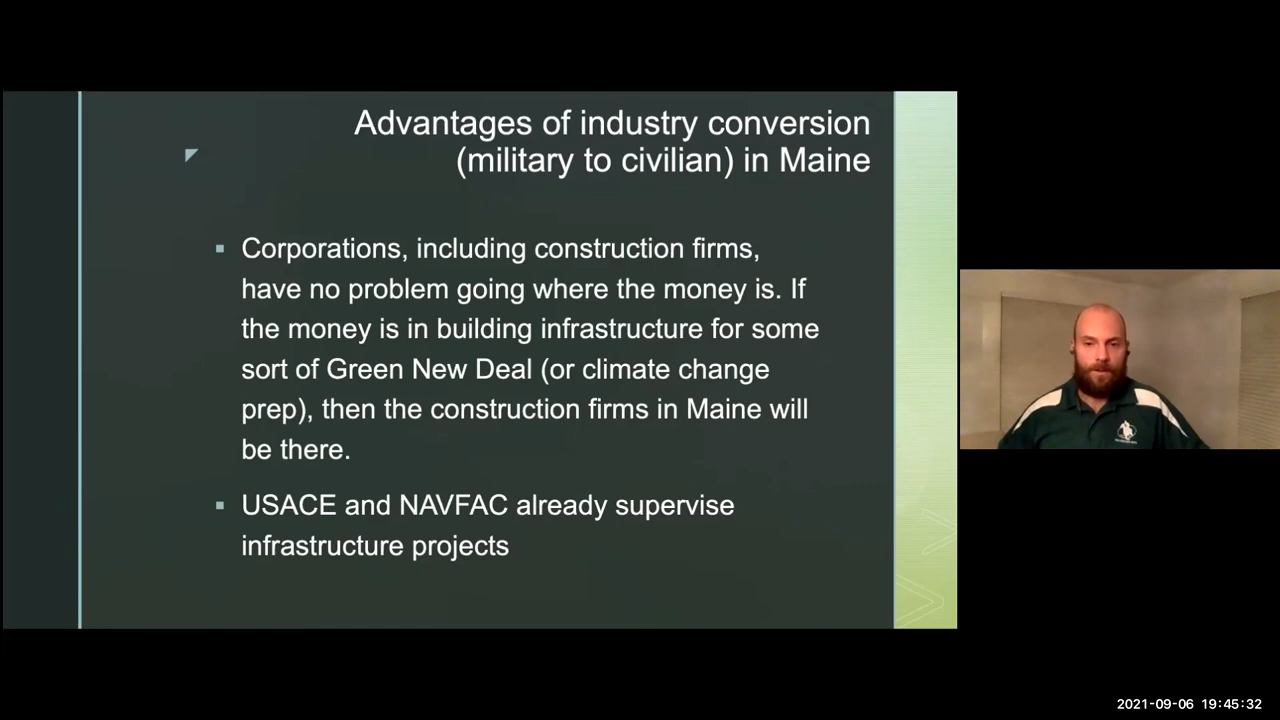 Advantages of industry conversion
(military to civilian) in Maine
Corporations, including construction firms,
have no problem going where the money is. If
the money is in building infrastructure for some
sort of Green New Deal (or climate change
prep), then the construction firms in Maine will
be there.
USACE and NAVFAC already supervise
infrastructure projects
2021-09-06 19:45:32